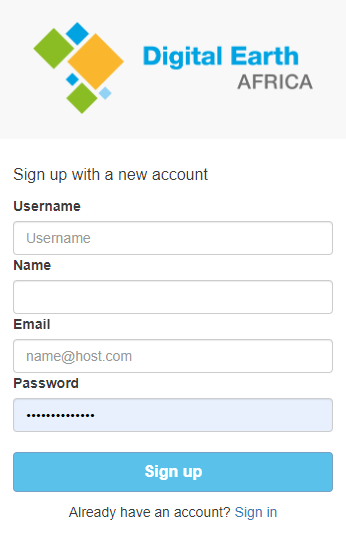 Digital Earth
AFRICA
Sign up with a new account
Username
Username
Name
Email
name@host.com
Password
••••••••••••••
Sign up
Already have an account? Sign in